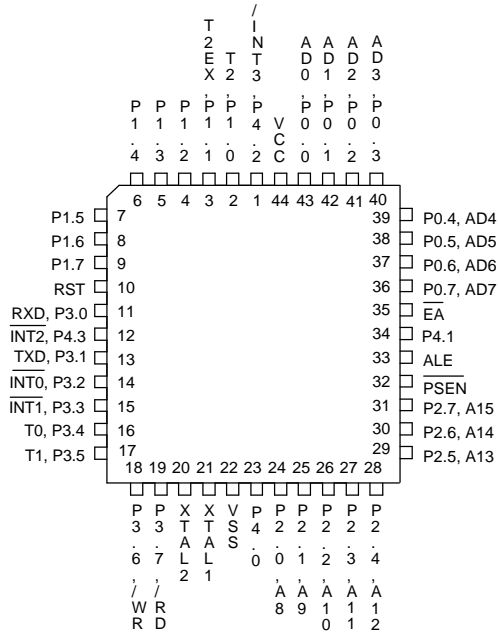 P1.4
P1.3
P1.2
T2EX,P1.1
T2,P1.0
/INT3,P4.2
VCC
AD0,P0.0
AD1,P0.1
AD2,P0.2
AD3,P0.3
6 5 4 3 2 1 44 43 42 41 40
P1.5 7
P1.6 8
P1.7 9
RST 10
RXD, P3.0 11
INT2, P4.3 12
TXD, P3.1 13
INT0, P3.2 14
INT1, P3.3 15
T0, P3.4 16
T1, P3.5 17
39 P0.4, AD4
38 P0.5, AD5
37 P0.6, AD6
36 P0.7, AD7
35 EA
34 P4.1
33 ALE
32 PSEN
31 P2.7, A15
30 P2.6, A14
29 P2.5, A13
18 19 20 21 22 23 24 25 26 27 28
P3.6,/WR
P3.7,/RD
XTAL2
XTAL1
VSS
P4.0
P2.0,A8
P2.1,A9
P2.2,A10
P2.3,A11
P2.4,A12